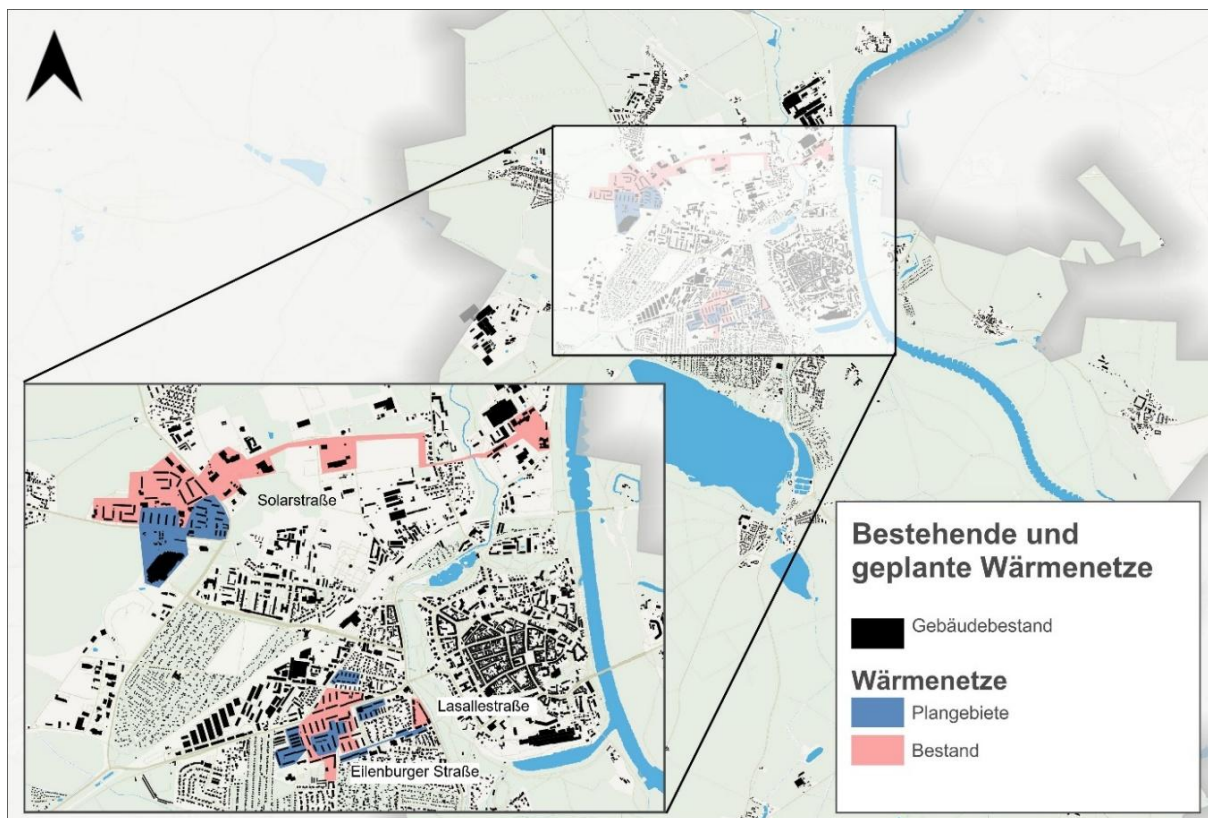 Solarstraße
Lasallestraße
Eilenburger Straße
Bestehende und
geplante Wärmenetze
Gebäudebestand
Wärmenetze
Plangebiete
Bestand